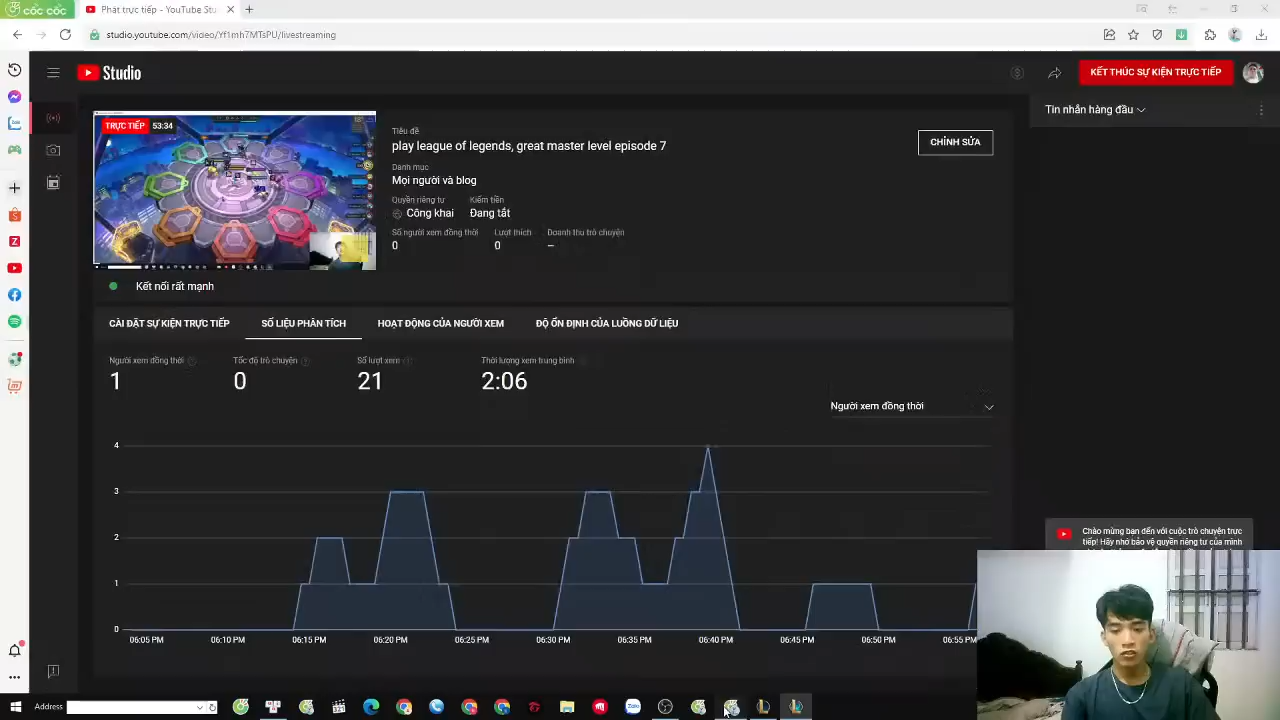 cốc cốc
Phát trực tiếp - YouTube Stu
studio.youtube.com/video/Yf1mh7MTsPU/livestreaming
Studio
KẾT THÚC SỰ KIỆN TRỰC TIẾP
Tin nhắn hàng đầu
TRỰC TIẾP 53:34
Tiêu đề
play league of legends, great master level episode 7
CHỈNH SỬA
Danh mục
Mọi người và blog
Quyền riêng tư Kiếm tiền
Công khai Đang tắt
Số người xem đồng thời Lượt thích Doanh thu trò chuyện
0 0 –
Kết nối rất mạnh
CÀI ĐẶT SỰ KIỆN TRỰC TIẾP SỐ LIỆU PHÂN TÍCH HOẠT ĐỘNG CỦA NGƯỜI XEM ĐỘ ỔN ĐỊNH CỦA LUỒNG DỮ LIỆU
Người xem đồng thời Tốc độ trò chuyện Số lượt xem Thời lượng xem trung bình
1 0 21 2:06
Người xem đồng thời
4
3
2
1
0
06:05 PM 06:10 PM 06:15 PM 06:20 PM 06:25 PM 06:30 PM 06:35 PM 06:40 PM 06:45 PM 06:50 PM 06:55 PM
Chào mừng bạn đến với cuộc trò chuyện trực
tiếp! Hãy nhớ bảo vệ quyền riêng tư của mình
Address
Zalo